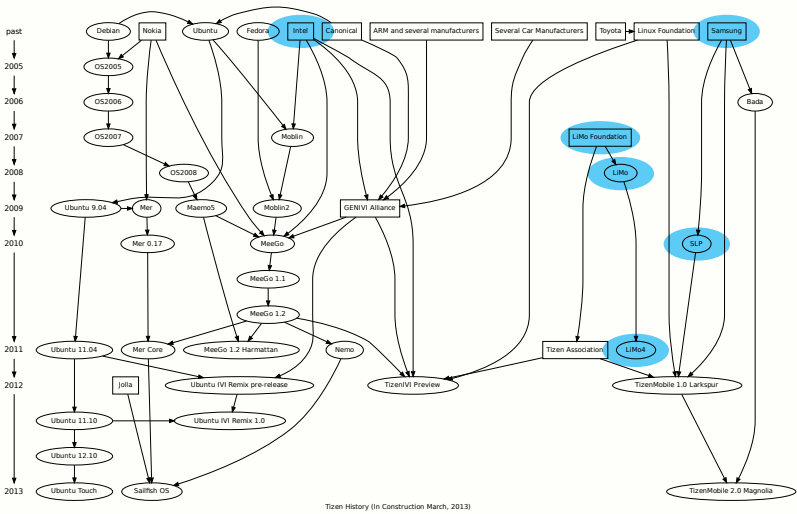 past
Debian
Nokia
Ubuntu
Fedora
Intel
Canonical
ARM and several manufacturers
Several Car Manufacturers
Toyota
Linux Foundation
Samsung
2005
OS2005
2006
OS2006
Bada
2007
OS2007
Moblin
LiMo Foundation
2008
OS2008
LiMo
2009
Ubuntu 9.04
Mer
Maemo5
Moblin2
GENIVI Alliance
2010
Mer 0.17
MeeGo
SLP
MeeGo 1.1
MeeGo 1.2
2011
Ubuntu 11.04
Mer Core
MeeGo 1.2 Harmattan
Nemo
Tizen Association
LiMo4
2012
Jolla
Ubuntu IVI Remix pre-release
TizenIVI Preview
TizenMobile 1.0 Larkspur
Ubuntu 11.10
Ubuntu IVI Remix 1.0
Ubuntu 12.10
2013
Ubuntu Touch
Sailfish OS
TizenMobile 2.0 Magnolia
Tizen History (In Construction March, 2013)